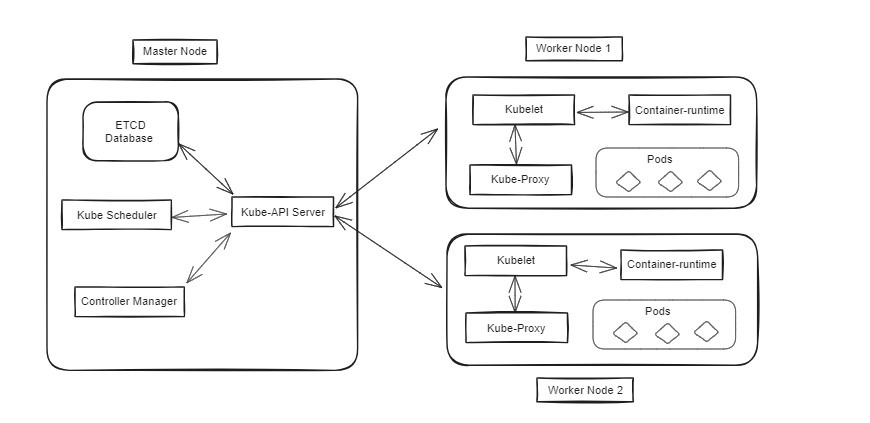 Master Node
ETCD
Database
Kube Scheduler
Kube-API Server
Controller Manager
Worker Node 1
Kubelet
Container-runtime
Kube-Proxy
Pods
Kubelet
Container-runtime
Kube-Proxy
Pods
Worker Node 2